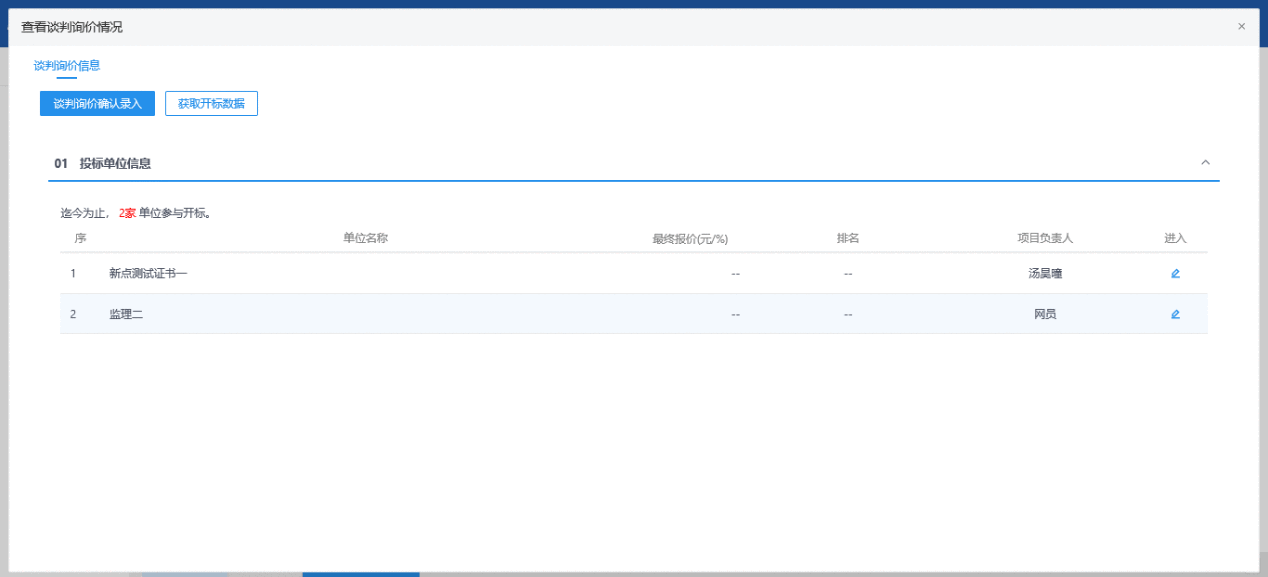 查看谈判询价情况 ×
谈判询价信息
谈判询价确认录入 获取开标数据
01 投标单位信息
迄今为止， 2家 单位参与开标。
序 单位名称 最终报价(元/%) 排名 项目负责人 进入
1 新点测试证书一 -- -- 汤昊曈
2 监理二 -- -- 网员